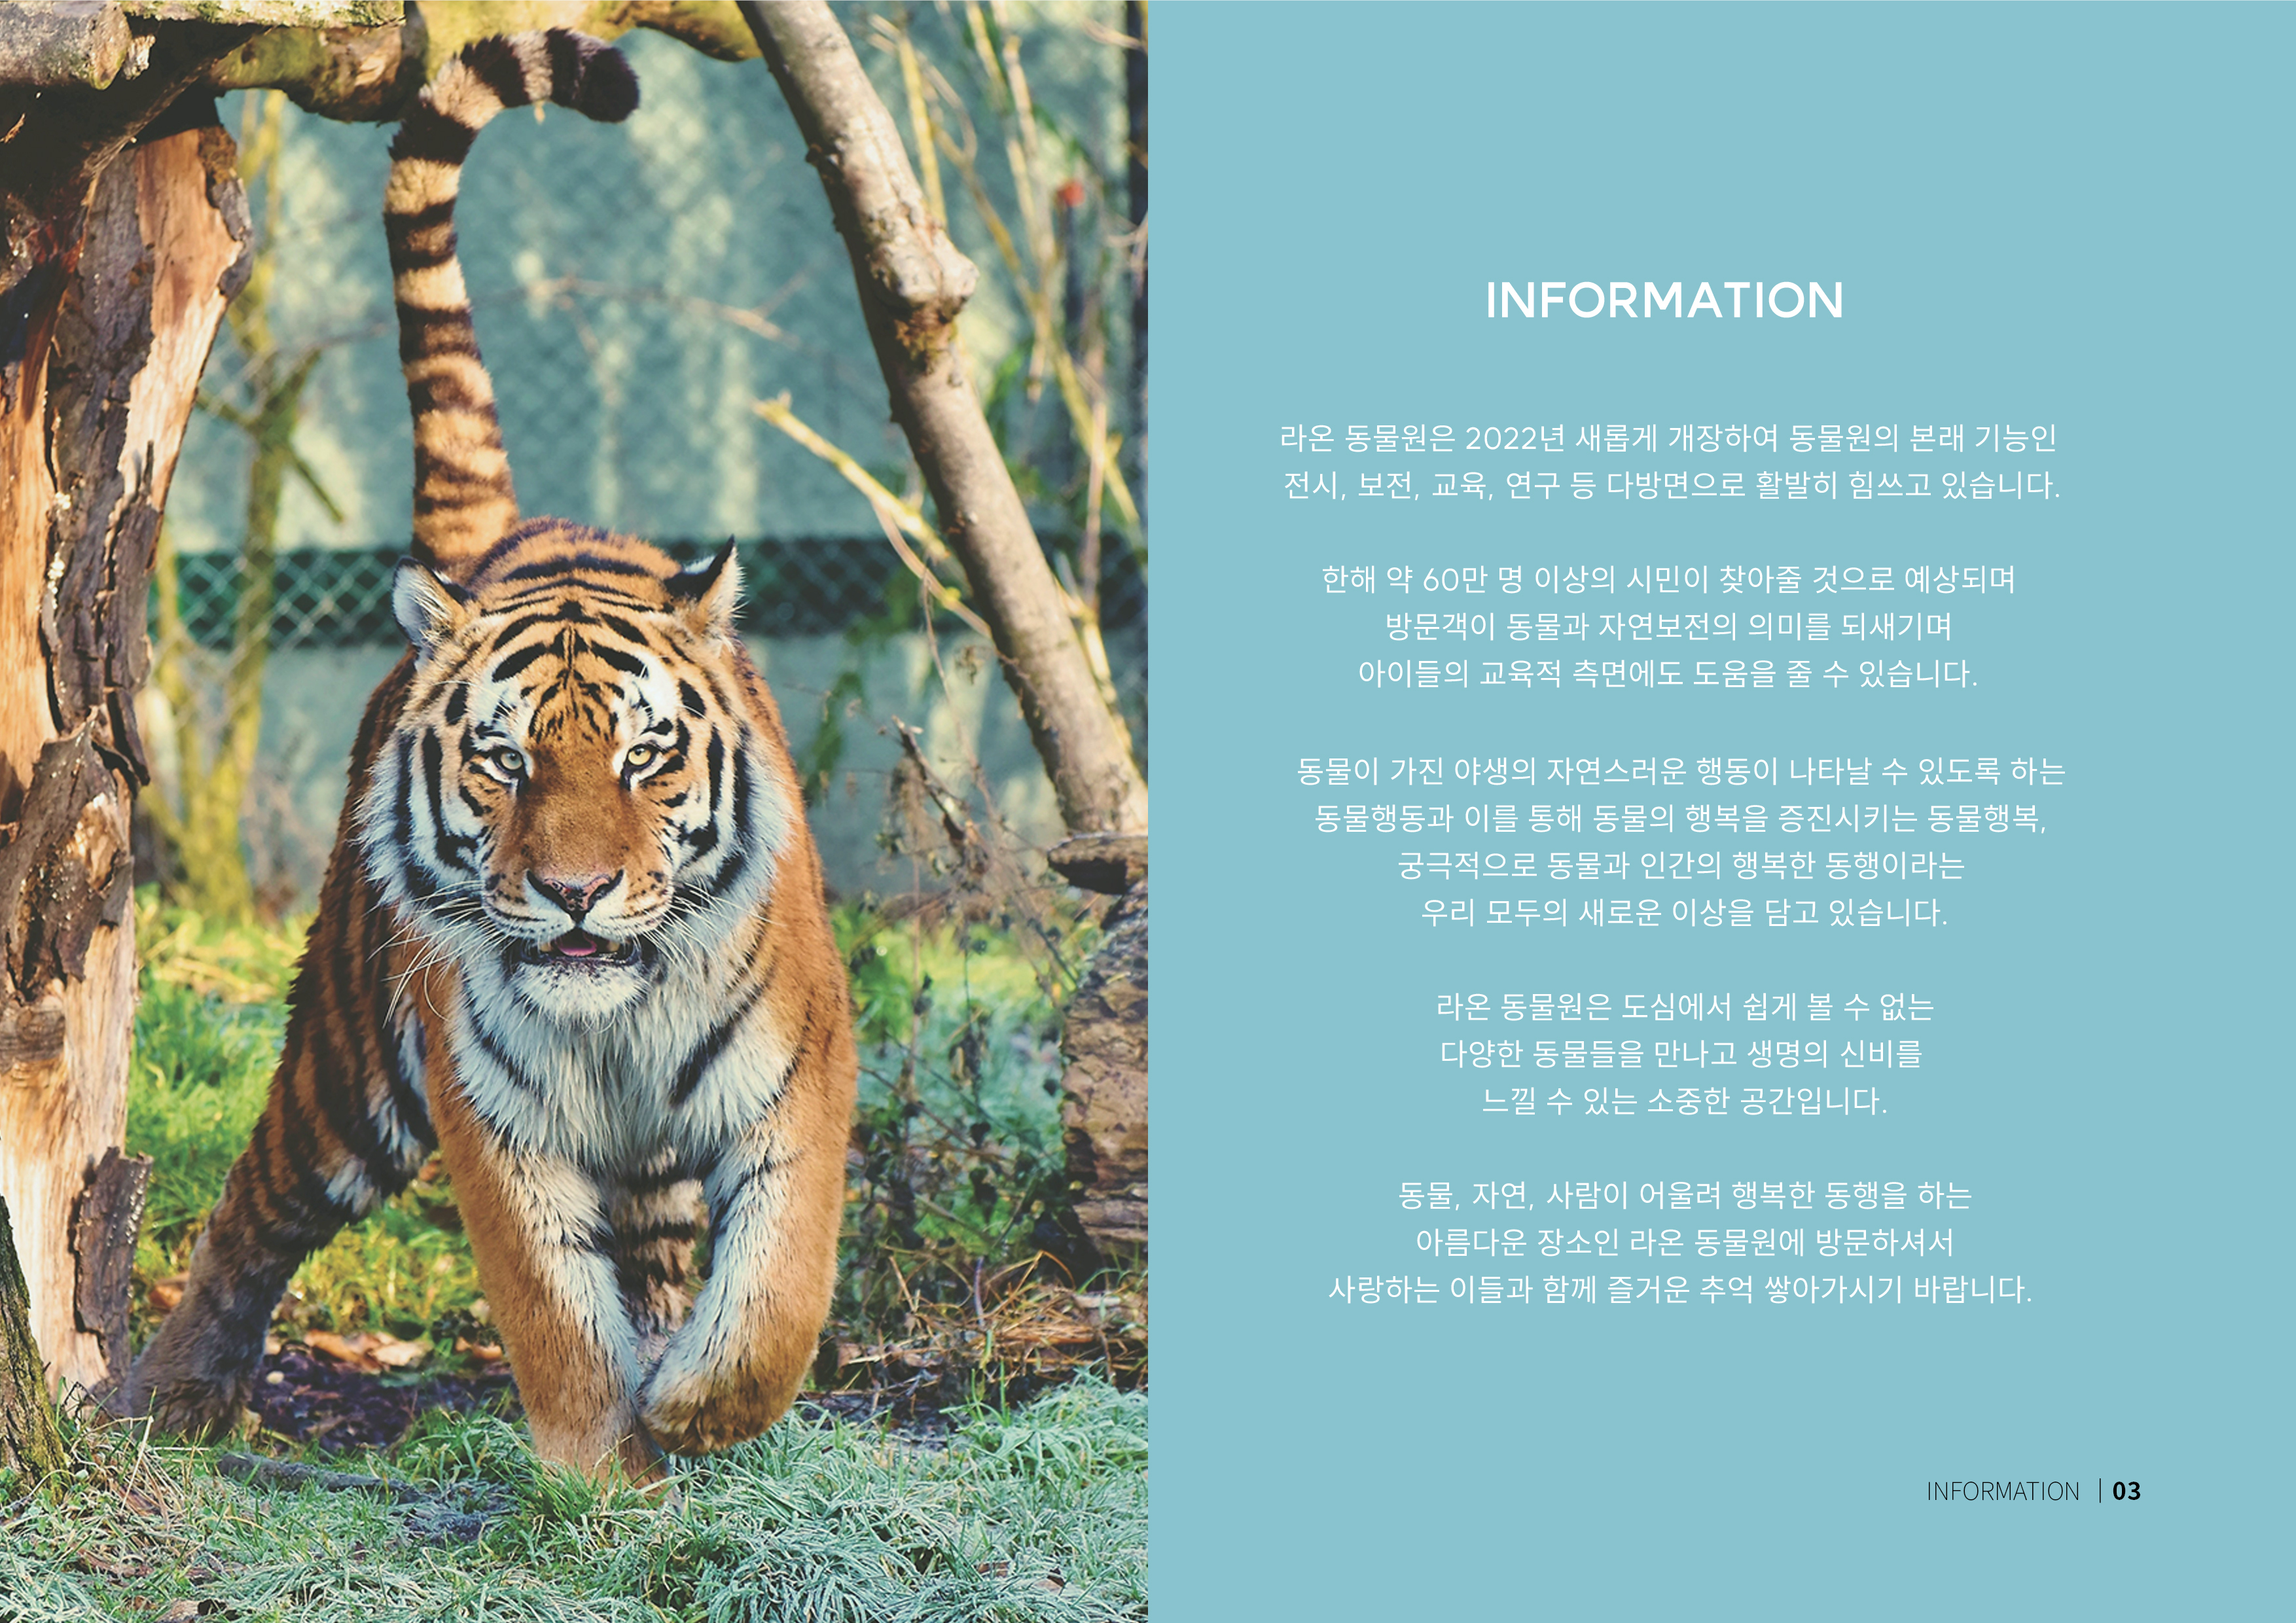 INFORMATION
라온 동물원은 2022년 새롭게 개장하여 동물원의 본래 기능인
전시, 보전, 교육, 연구 등 다방면으로 활발히 힘쓰고 있습니다.
한해 약 60만 명 이상의 시민이 찾아줄 것으로 예상되며
방문객이 동물과 자연보전의 의미를 되새기며
아이들의 교육적 측면에도 도움을 줄 수 있습니다.
동물이 가진 야생의 자연스러운 행동이 나타날 수 있도록 하는
동물행동과 이를 통해 동물의 행복을 증진시키는 동물행복,
궁극적으로 동물과 인간의 행복한 동행이라는
우리 모두의 새로운 이상을 담고 있습니다.
라온 동물원은 도심에서 쉽게 볼 수 없는
다양한 동물들을 만나고 생명의 신비를
느낄 수 있는 소중한 공간입니다.
동물, 자연, 사람이 어울려 행복한 동행을 하는
아름다운 장소인 라온 동물원에 방문하셔서
사랑하는 이들과 함께 즐거운 추억 쌓아가시기 바랍니다.
INFORMATION | 03